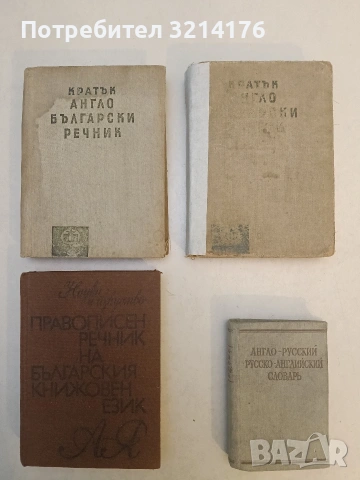 Потребител 3214176
КРАТЪК
АНГЛО
БЪЛГАРСКИ
РЕЧНИК
КРАТЪК
АНГЛО
ПРАВОПИСЕН
РЕЧНИК
НА
БЪЛГАРСКИЯ
КНИЖОВЕН
ЕЗИК
А-Я
АНГЛО-РУССКИЙ
РУССКО-АНГЛИЙСКИЙ
СЛОВАРЬ
BAZAR